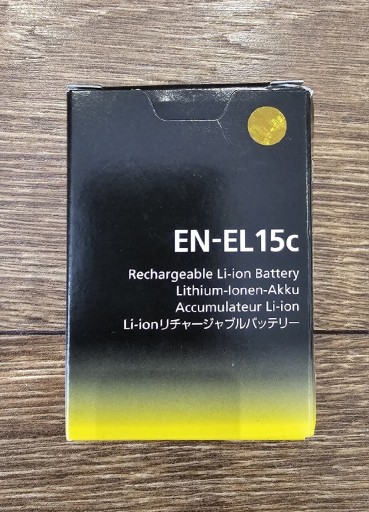 EN-EL15c
Rechargeable Li-ion Battery
Lithium-Ionen-Akku
Accumulateur Li-ion
Li-ionリチャージャブルバッテリー